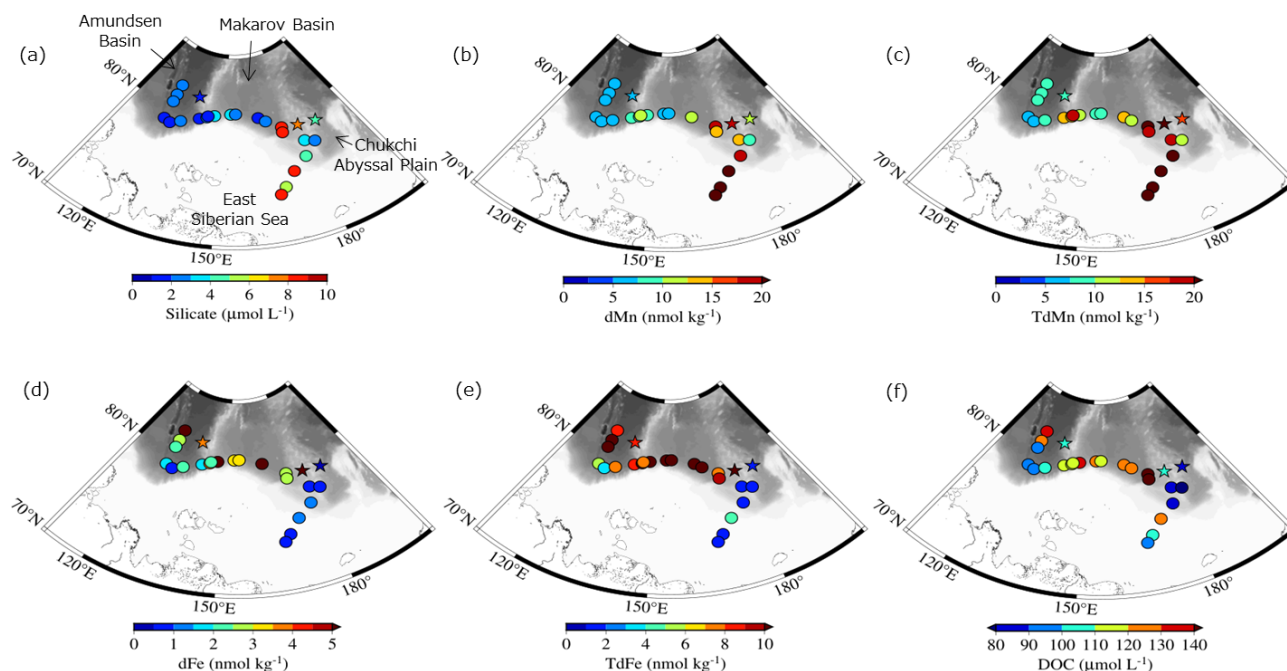 Amundsen
Basin
Makarov Basin
(a)
80°N
Chukchi
Abyssal Plain
70°N
East
Siberian Sea
120°E
150°E
180°
0 2 4 6 8 10
Silicate (μmol L⁻¹)
(b)
80°N
70°N
120°E
150°E
180°
0 5 10 15 20
dMn (nmol kg⁻¹)
(c)
80°N
70°N
120°E
150°E
180°
0 5 10 15 20
TdMn (nmol kg⁻¹)
(d)
80°N
70°N
120°E
150°E
180°
0 1 2 3 4 5
dFe (nmol kg⁻¹)
(e)
80°N
70°N
120°E
150°E
180°
0 2 4 6 8 10
TdFe (nmol kg⁻¹)
(f)
80°N
70°N
120°E
150°E
180°
80 90 100 110 120 130 140
DOC (μmol L⁻¹)